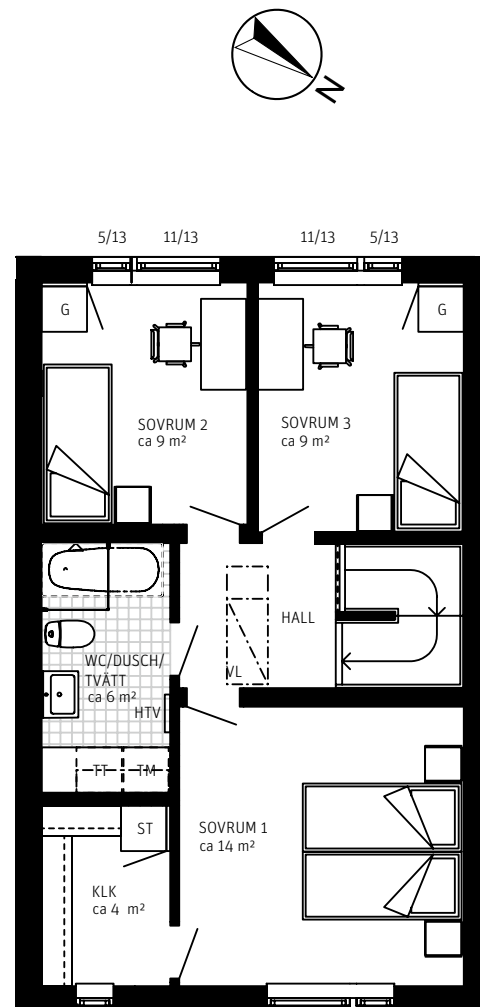 N
5/13 11/13 11/13 5/13
G G
SOVRUM 2
ca 9 m²
SOVRUM 3
ca 9 m²
HALL
VL
WC/DUSCH/
TVÄTT
ca 6 m²
HTV
TT TM
ST
SOVRUM 1
ca 14 m²
KLK
ca 4 m²